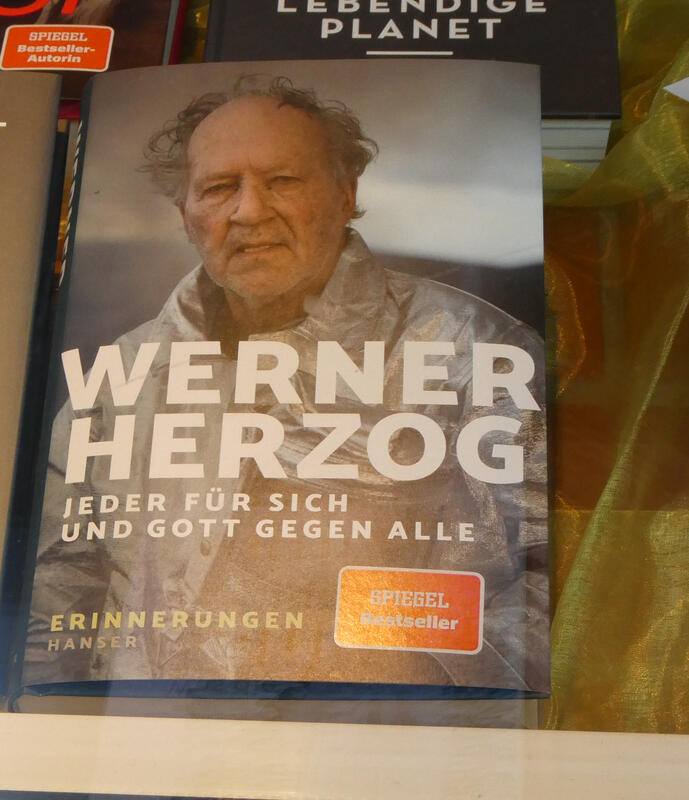 SPIEGEL
Bestseller-
Autorin
LEBENDIGE
PLANET
WERNER
HERZOG
JEDER FÜR SICH
UND GOTT GEGEN ALLE
ERINNERUNGEN
HANSER
SPIEGEL
Bestseller